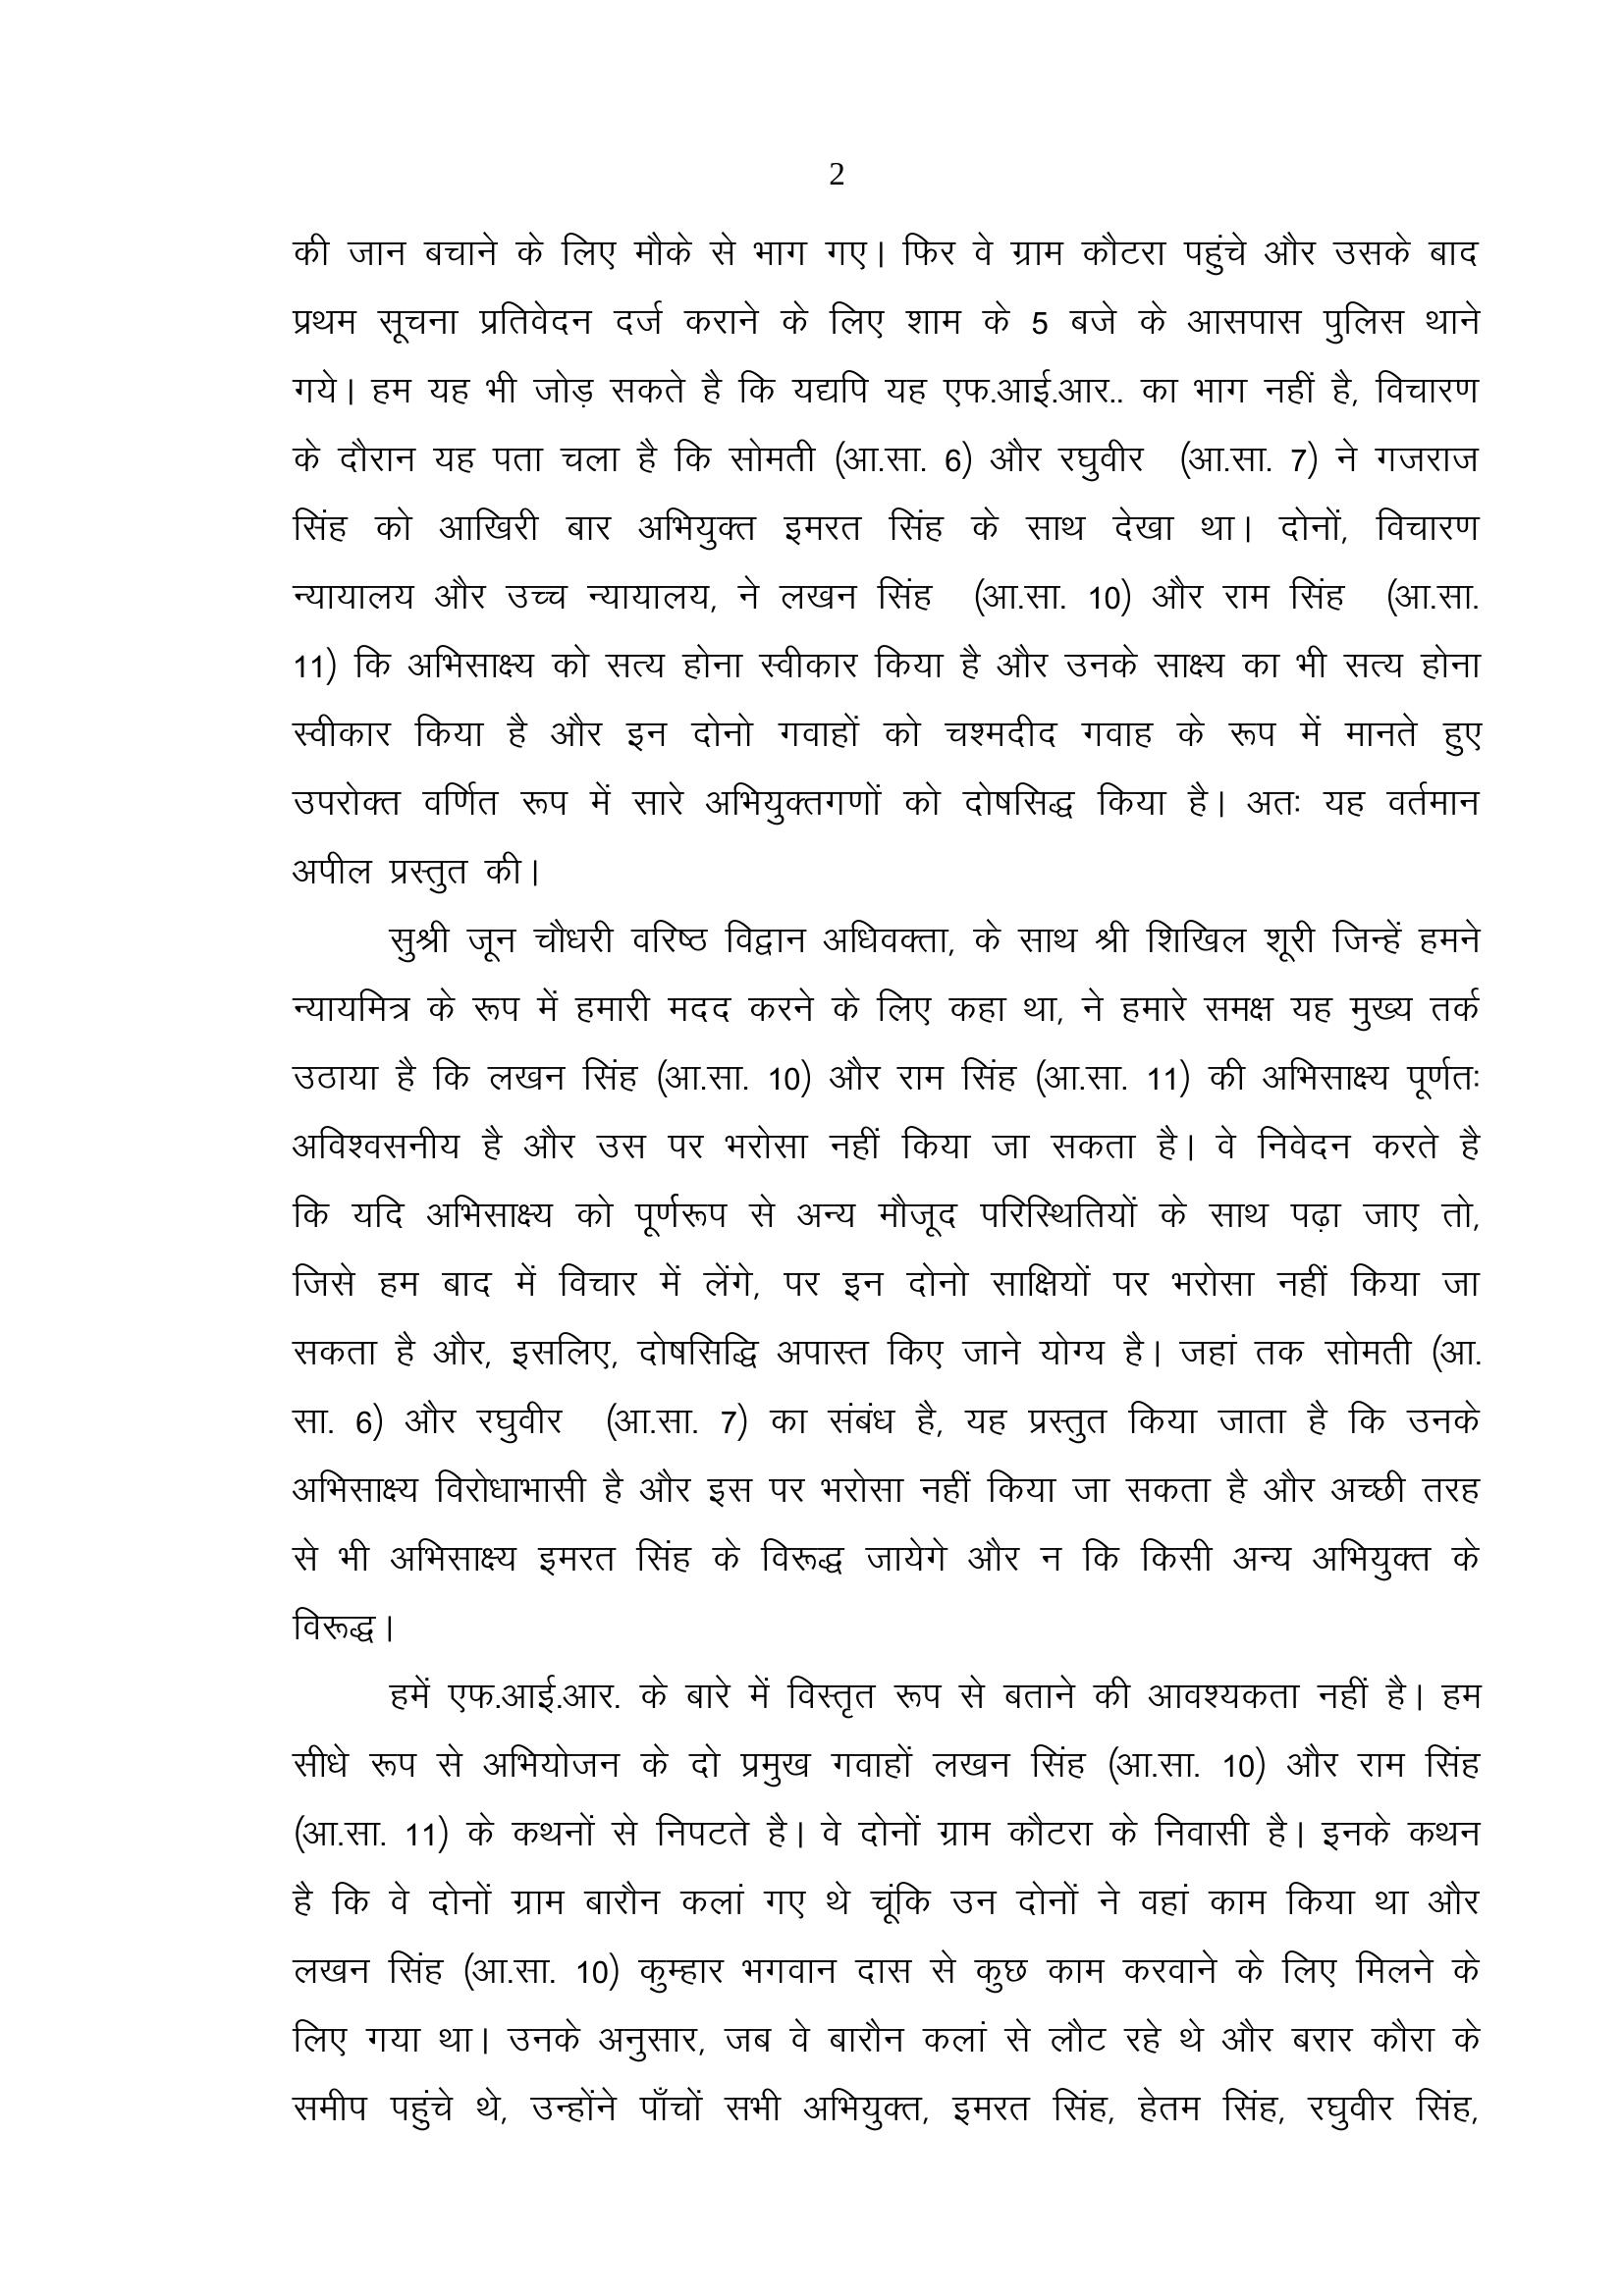 2
की जान बचाने के लिए मौके से भाग गए। फिर वे ग्राम कौटरा पहुंचे और उसके बाद
प्रथम सूचना प्रतिवेदन दर्ज कराने के लिए शाम के 5 बजे के आसपास पुलिस थाने
गये। हम यह भी जोड़ सकते है कि यद्यपि यह एफ.आई.आर.. का भाग नहीं है, विचारण
के दौरान यह पता चला है कि सोमती (आ.सा. 6) और रघुवीर (आ.सा. 7) ने गजराज
सिंह को आखिरी बार अभियुक्त इमरत सिंह के साथ देखा था। दोनों, विचारण
न्यायालय और उच्च न्यायालय, ने लखन सिंह (आ.सा. 10) और राम सिंह (आ.सा.
11) कि अभिसाक्ष्य को सत्य होना स्वीकार किया है और उनके साक्ष्य का भी सत्य होना
स्वीकार किया है और इन दोनो गवाहों को चश्मदीद गवाह के रूप में मानते हुए
उपरोक्त वर्णित रूप में सारे अभियुक्तगणों को दोषसिद्ध किया है। अतः यह वर्तमान
अपील प्रस्तुत की।
सुश्री जून चौधरी वरिष्ठ विद्वान अधिवक्ता, के साथ श्री शिखिल शूरी जिन्हें हमने
न्यायमित्र के रूप में हमारी मदद करने के लिए कहा था, ने हमारे समक्ष यह मुख्य तर्क
उठाया है कि लखन सिंह (आ.सा. 10) और राम सिंह (आ.सा. 11) की अभिसाक्ष्य पूर्णतः
अविश्वसनीय है और उस पर भरोसा नहीं किया जा सकता है। वे निवेदन करते है
कि यदि अभिसाक्ष्य को पूर्णरूप से अन्य मौजूद परिस्थितियों के साथ पढ़ा जाए तो,
जिसे हम बाद में विचार में लेंगे, पर इन दोनो साक्षियों पर भरोसा नहीं किया जा
सकता है और, इसलिए, दोषसिद्धि अपास्त किए जाने योग्य है। जहां तक सोमती (आ.
सा. 6) और रघुवीर (आ.सा. 7) का संबंध है, यह प्रस्तुत किया जाता है कि उनके
अभिसाक्ष्य विरोधाभासी है और इस पर भरोसा नहीं किया जा सकता है और अच्छी तरह
से भी अभिसाक्ष्य इमरत सिंह के विरूद्ध जायेगे और न कि किसी अन्य अभियुक्त के
विरूद्ध।
हमें एफ.आई.आर. के बारे में विस्तृत रूप से बताने की आवश्यकता नहीं है। हम
सीधे रूप से अभियोजन के दो प्रमुख गवाहों लखन सिंह (आ.सा. 10) और राम सिंह
(आ.सा. 11) के कथनों से निपटते है। वे दोनों ग्राम कौटरा के निवासी है। इनके कथन
है कि वे दोनों ग्राम बारौन कलां गए थे चूंकि उन दोनों ने वहां काम किया था और
लखन सिंह (आ.सा. 10) कुम्हार भगवान दास से कुछ काम करवाने के लिए मिलने के
लिए गया था। उनके अनुसार, जब वे बारौन कलां से लौट रहे थे और बरार कौरा के
समीप पहुंचे थे, उन्होंने पाँचों सभी अभियुक्त, इमरत सिंह, हेतम सिंह, रघुवीर सिंह,